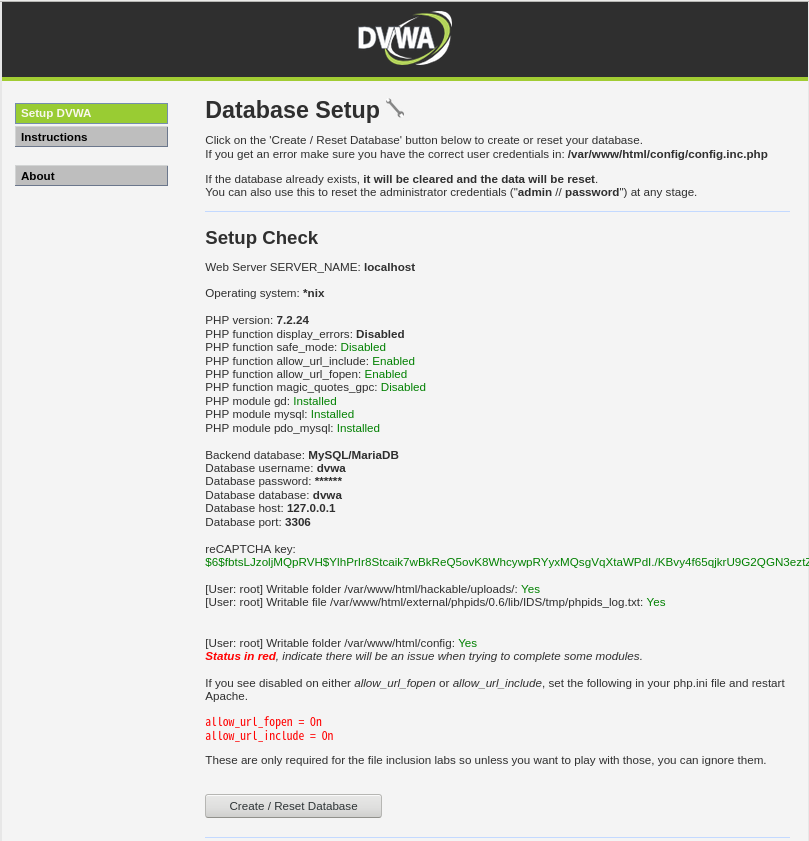 DVWA
Setup DVWA
Instructions
About
Database Setup
Click on the 'Create / Reset Database' button below to create or reset your database.
If you get an error make sure you have the correct user credentials in: /var/www/html/config/config.inc.php
If the database already exists, it will be cleared and the data will be reset.
You can also use this to reset the administrator credentials ("admin // password") at any stage.
Setup Check
Web Server SERVER_NAME: localhost
Operating system: *nix
PHP version: 7.2.24
PHP function display_errors: Disabled
PHP function safe_mode: Disabled
PHP function allow_url_include: Enabled
PHP function allow_url_fopen: Enabled
PHP function magic_quotes_gpc: Disabled
PHP module gd: Installed
PHP module mysql: Installed
PHP module pdo_mysql: Installed
Backend database: MySQL/MariaDB
Database username: dvwa
Database password: ******
Database database: dvwa
Database host: 127.0.0.1
Database port: 3306
reCAPTCHA key:
[User: root] Writable folder /var/www/html/hackable/uploads/: Yes
[User: root] Writable file /var/www/html/external/phpids/0.6/lib/IDS/tmp/phpids_log.txt: Yes
[User: root] Writable folder /var/www/html/config: Yes
Status in red, indicate there will be an issue when trying to complete some modules.
If you see disabled on either allow_url_fopen or allow_url_include, set the following in your php.ini file and restart
Apache.
allow_url_fopen = On
allow_url_include = On
These are only required for the file inclusion labs so unless you want to play with those, you can ignore them.
Create / Reset Database